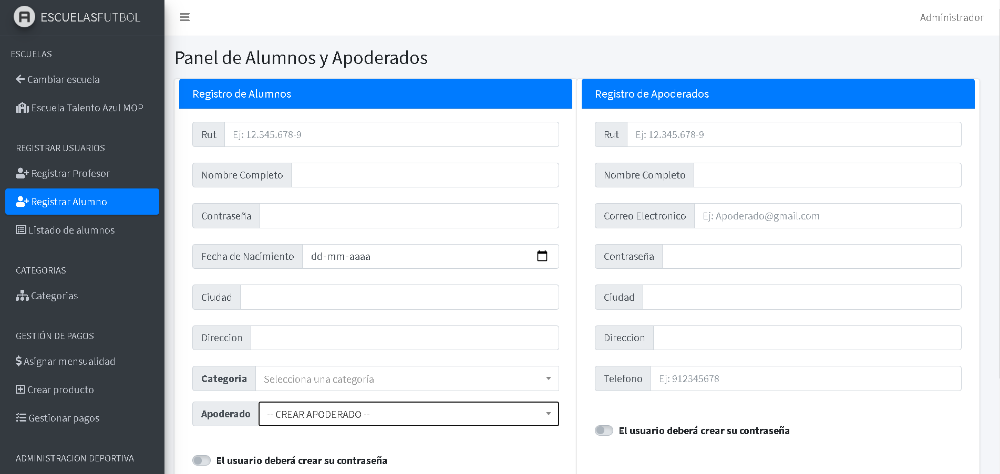 ESCUELASFUTBOL
ESCUELAS
Cambiar escuela
Escuela Talento Azul MOP
REGISTRAR USUARIOS
Registrar Profesor
Registrar Alumno
Listado de alumnos
CATEGORIAS
Categorias
GESTIÓN DE PAGOS
Asignar mensualidad
Crear producto
Gestionar pagos
ADMINISTRACION DEPORTIVA
Administrador
Panel de Alumnos y Apoderados
Registro de Alumnos
Rut Ej: 12.345.678-9
Nombre Completo
Contraseña
Fecha de Nacimiento dd-mm-aaaa
Ciudad
Direccion
Categoria Selecciona una categoría
Apoderado -- CREAR APODERADO --
El usuario deberá crear su contraseña
Registro de Apoderados
Rut Ej: 12.345.678-9
Nombre Completo
Correo Electronico Ej: Apoderado@gmail.com
Contraseña
Ciudad
Direccion
Telefono Ej: 912345678
El usuario deberá crear su contraseña